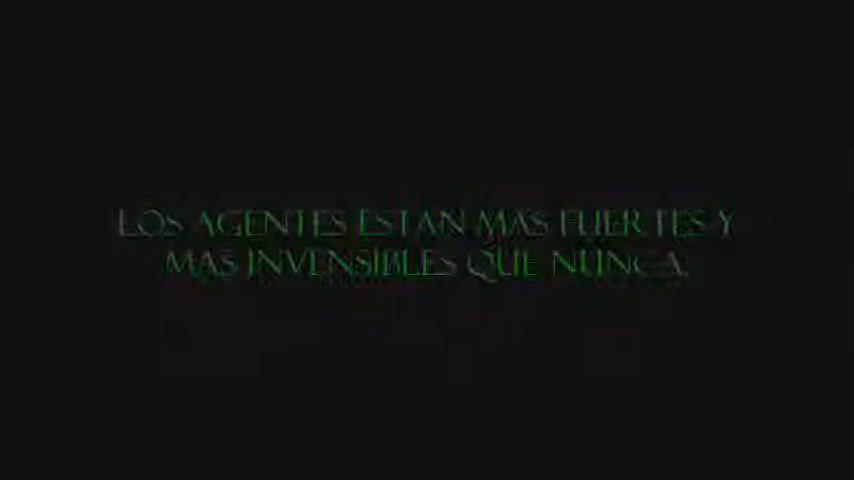 LOS AGENTES ESTAN MAS FUERTES Y
MAS INVENSIBLES QUE NUNCA.